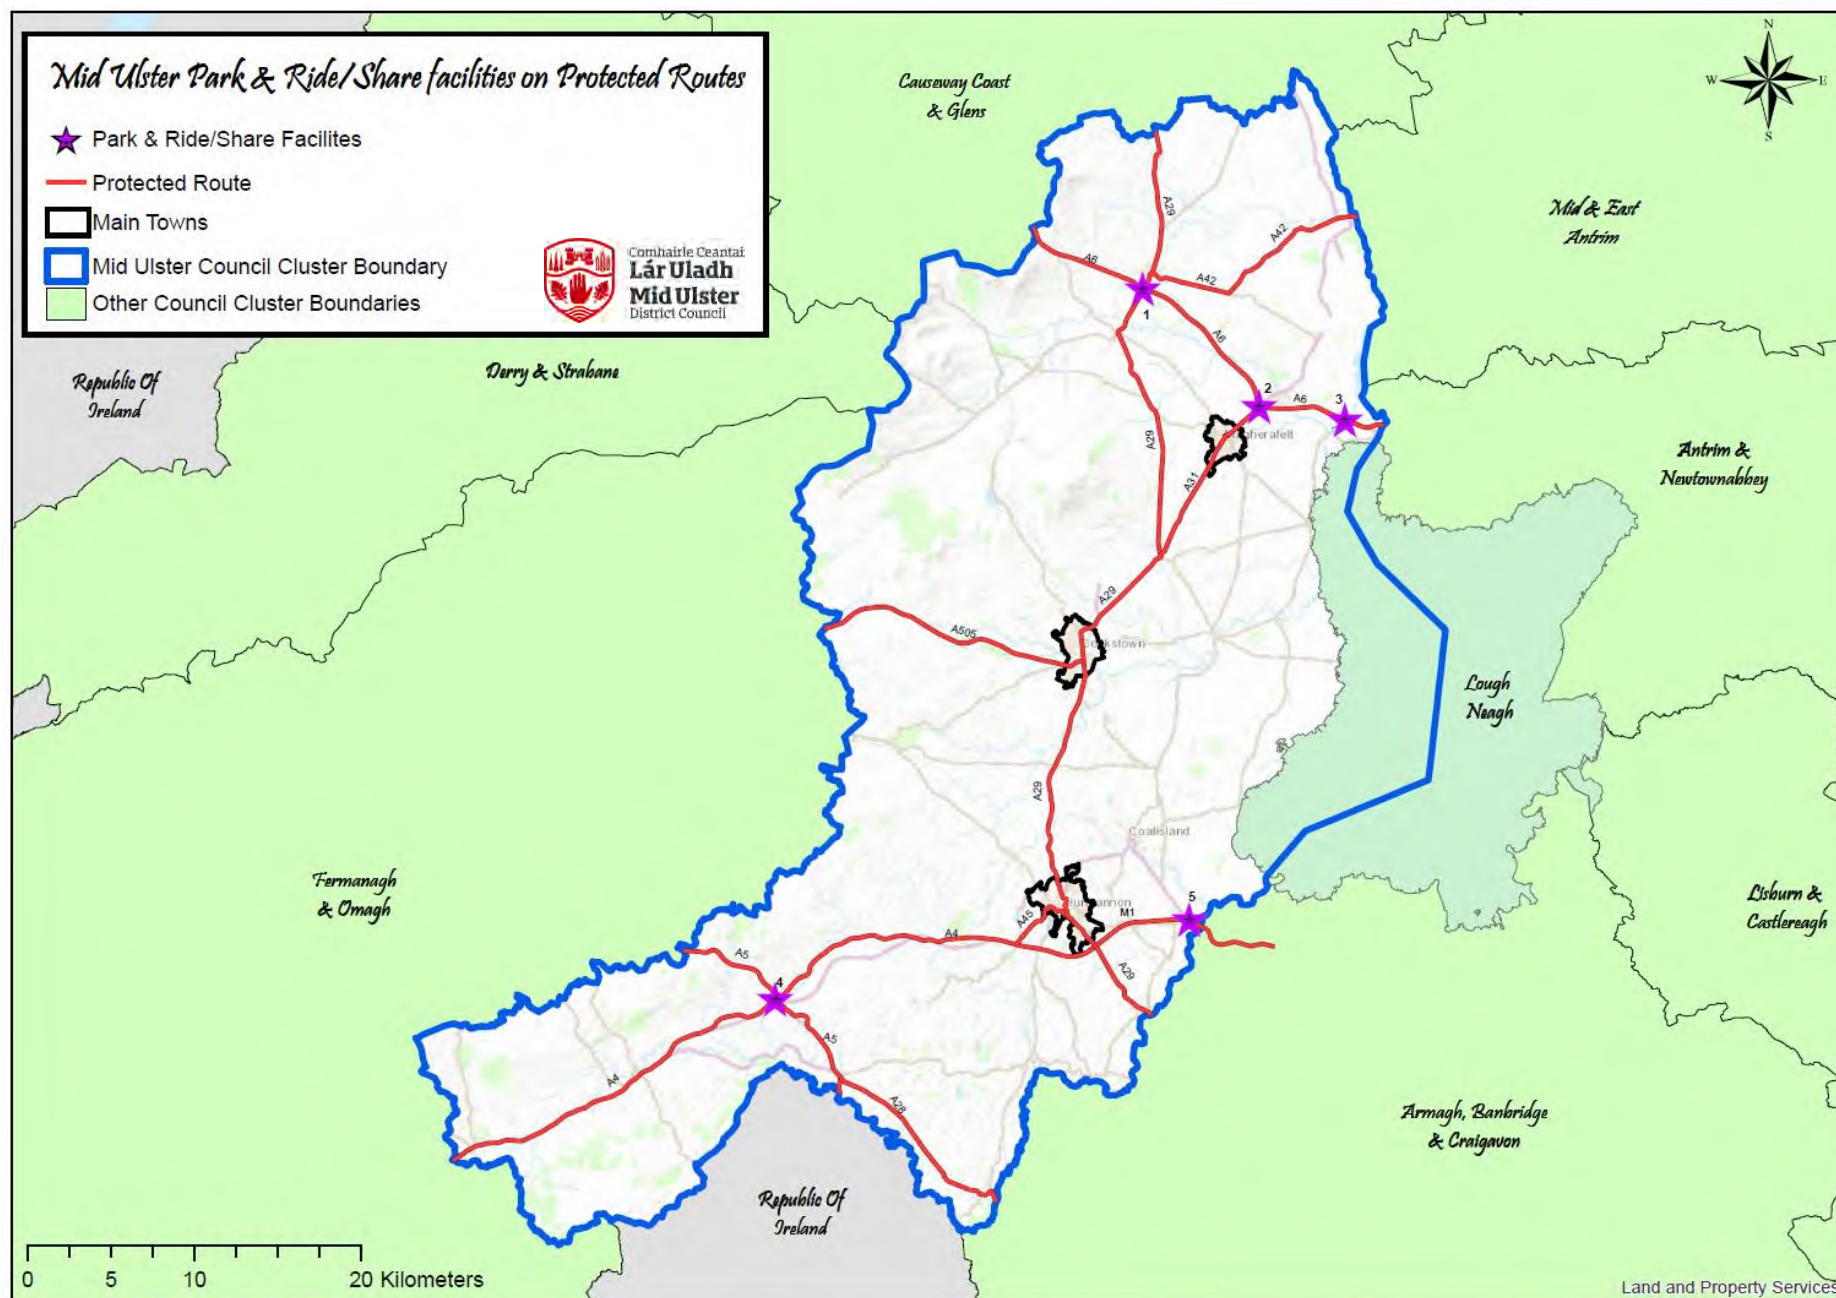 Mid Ulster Park & Ride/Share facilities on Protected Routes
Park & Ride/Share Facilites
Protected Route
Main Towns
Mid Ulster Council Cluster Boundary
Other Council Cluster Boundaries
Comhairle Ceantair
Lár Uladh
Mid Ulster
District Council
N
W
E
S
Causeway Coast
& Glens
Mid & East
Antrim
Republic Of
Ireland
Derry & Strabane
Antrim &
Newtownabbey
Lough
Neagh
Fermanagh
& Omagh
Lisburn &
Castlereagh
Armagh, Banbridge
& Craigavon
Republic Of
Ireland
A29
A42
A6
A42
1
A6
2
A6
3
Magherafelt
A29
A31
A29
A505
Cookstown
A29
Coalisland
Dungannon
A45
M1
5
A4
A5
4
A29
A5
A4
A28
0
5
10
20 Kilometers
Land and Property Services